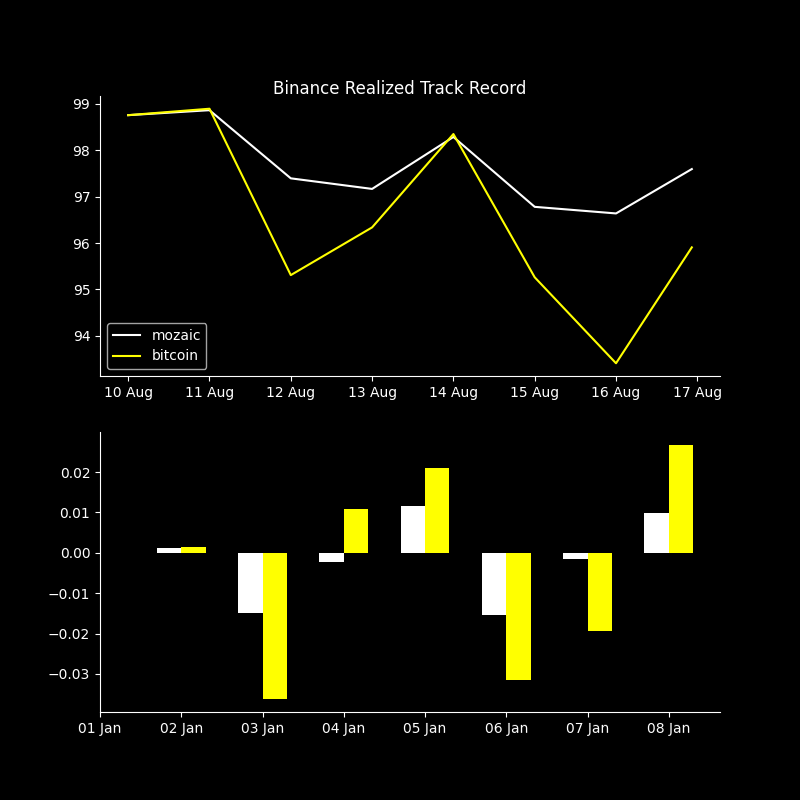 Binance Realized Track Record
99
98
97
96
95
94
mozaic
bitcoin
10 Aug 11 Aug 12 Aug 13 Aug 14 Aug 15 Aug 16 Aug 17 Aug
0.02
0.01
0.00
−0.01
−0.02
−0.03
01 Jan 02 Jan 03 Jan 04 Jan 05 Jan 06 Jan 07 Jan 08 Jan